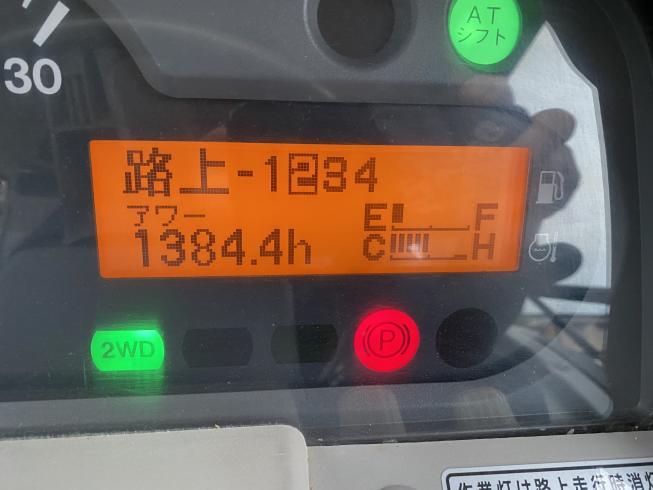 30
AT
シフト
路上-1234
アワー
E F
1384.4h
C H
2WD
P
作業灯は路上走行時消灯